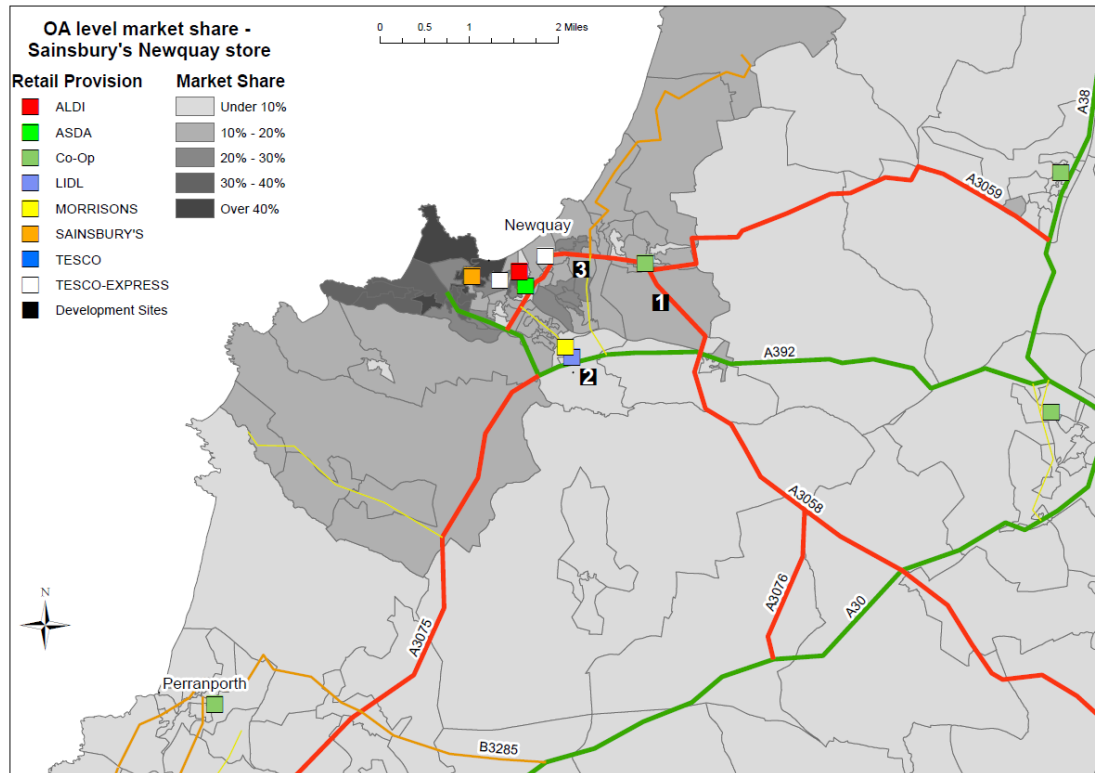 OA level market share -
Sainsbury's Newquay store
0 0.5 1 2 Miles
Retail Provision
ALDI
ASDA
Co-Op
LIDL
MORRISONS
SAINSBURY'S
TESCO
TESCO-EXPRESS
Development Sites
Market Share
Under 10%
10% - 20%
20% - 30%
30% - 40%
Over 40%
A38
A3059
Newquay
3
1
A392
2
A3058
A3076
A30
N
A3075
Perranporth
B3285